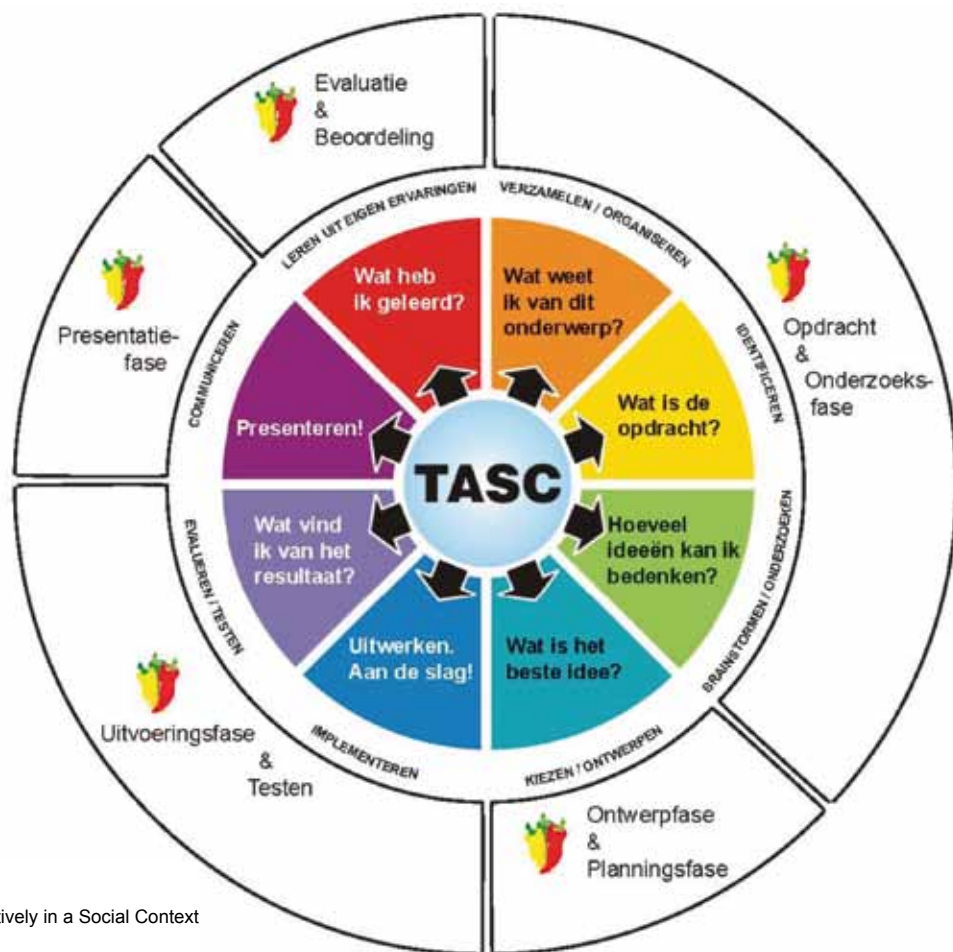 Evaluatie
&
Beoordeling
Presentatie-
fase
Opdracht
&
Onderzoeks-
fase
Uitvoeringsfase
&
Testen
Ontwerpfase
&
Planningsfase
LEREN UIT EIGEN ERVARINGEN
VERZAMELEN / ORGANISEREN
IDENTIFICEREN
BRAINSTORMEN / ONDERZOEKEN
KIEZEN / ONTWERPEN
IMPLEMENTEREN
EVALUEREN / TESTEN
COMMUNICEREN
Wat heb
ik geleerd?
Wat weet
ik van dit
onderwerp?
Wat is de
opdracht?
Hoeveel
ideeën kan ik
bedenken?
Wat is het
beste idee?
Uitwerken.
Aan de slag!
Wat vind
ik van het
resultaat?
Presenteren!
TASC
in a Social Context